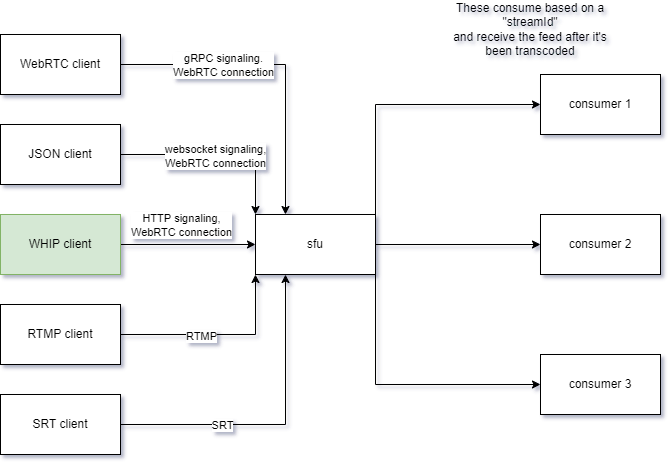 These consume based on a
"streamId"
and receive the feed after it's
been transcoded
WebRTC client
gRPC signaling.
WebRTC connection
consumer 1
JSON client
websocket signaling,
WebRTC connection
WHIP client
HTTP signaling,
WebRTC connection
sfu
consumer 2
RTMP client
RTMP
consumer 3
SRT client
SRT